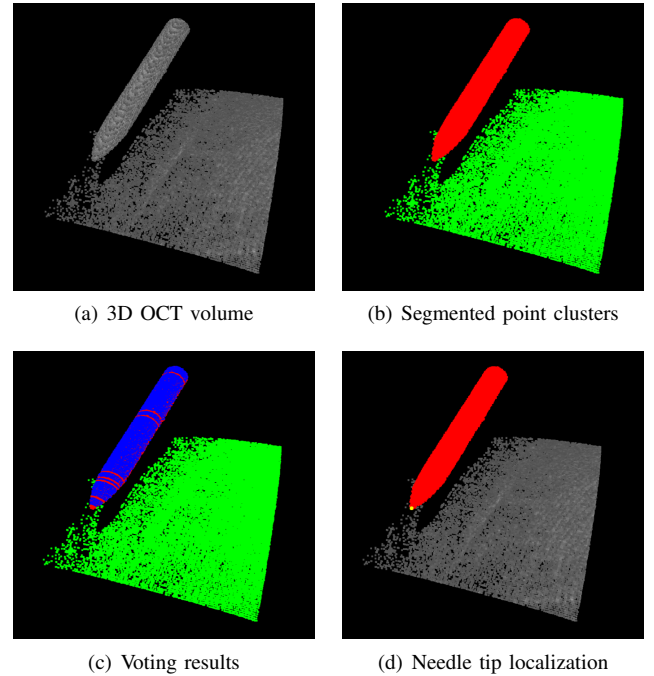 (a) 3D OCT volume
(b) Segmented point clusters
(c) Voting results
(d) Needle tip localization